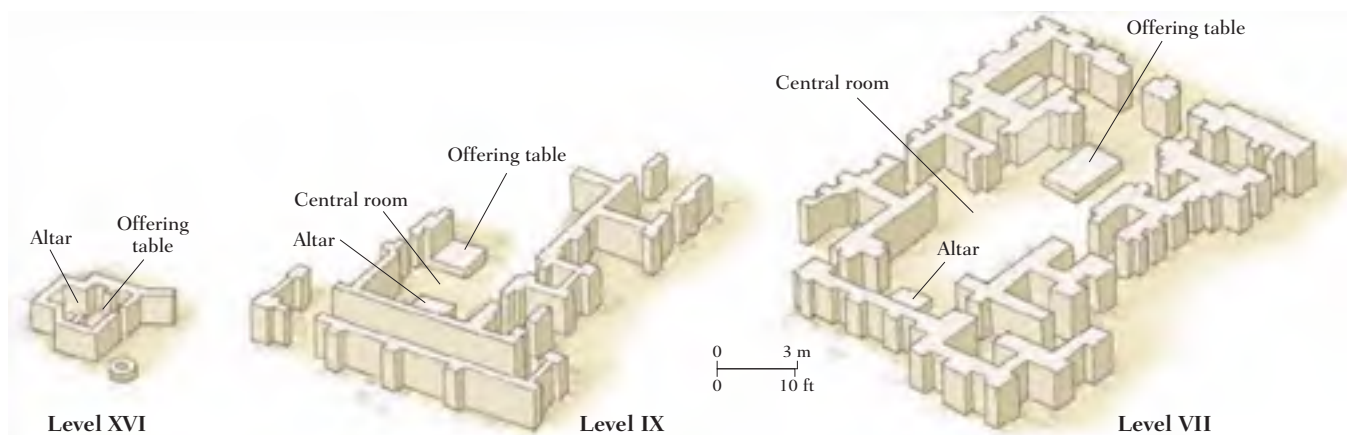 Altar
Offering
table
Level XVI
Offering table
Central room
Altar
Level IX
0 3 m
0 10 ft
Offering table
Central room
Altar
Level VII